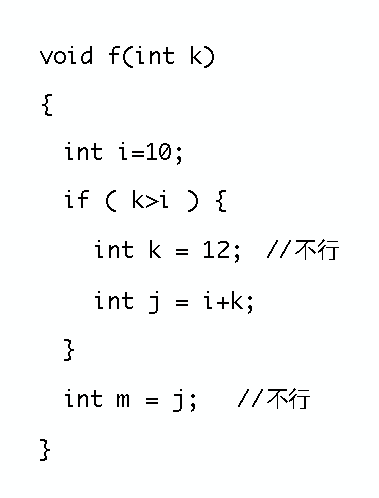 void f(int k)
{
int i=10;
if ( k>i ) {
int k = 12; //不行
int j = i+k;
}
int m = j; //不行
}